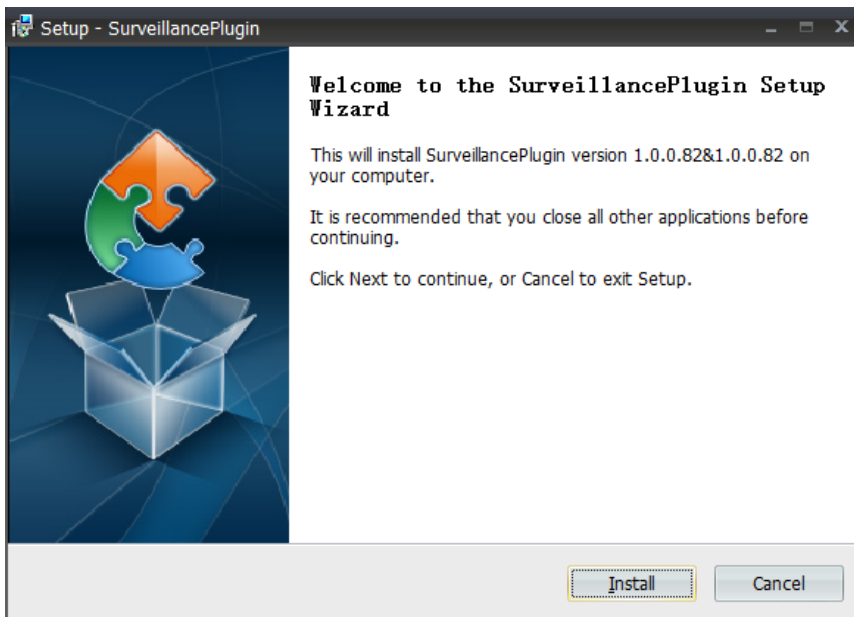 Setup - SurveillancePlugin
Welcome to the SurveillancePlugin Setup
Wizard
This will install SurveillancePlugin version 1.0.0.82&1.0.0.82 on
your computer.
It is recommended that you close all other applications before
continuing.
Click Next to continue, or Cancel to exit Setup.
Install
Cancel